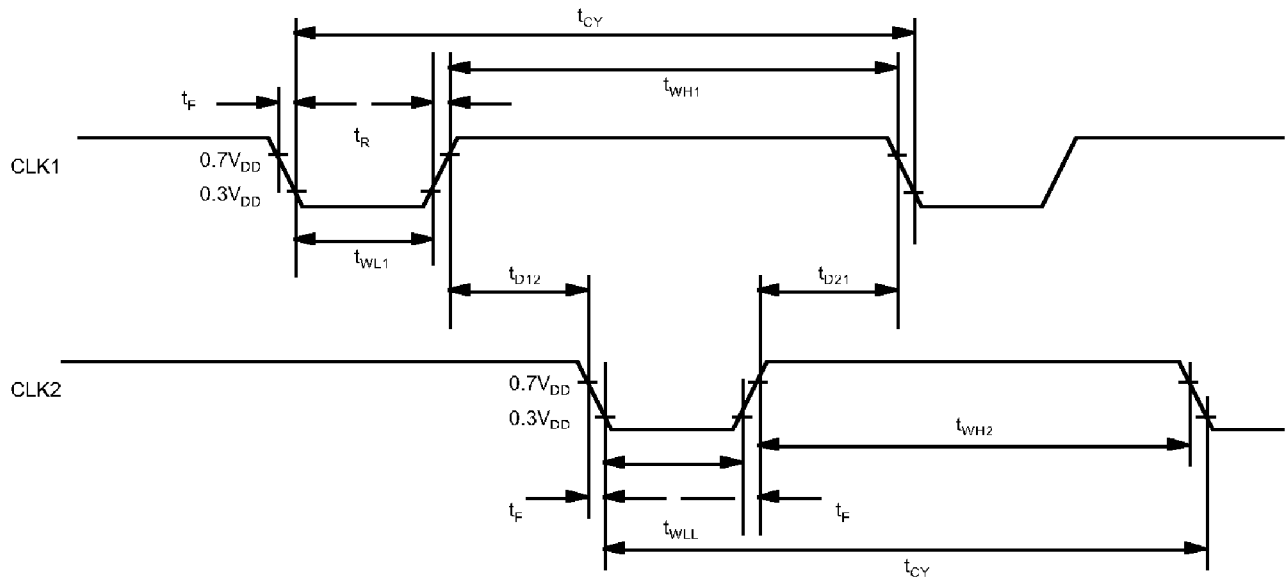 tCY
tWH1
tF
tR
CLK1
0.7VDD
0.3VDD
tWL1
tD12
tD21
CLK2
0.7VDD
0.3VDD
tWH2
tF
tF
tWLL
tCY